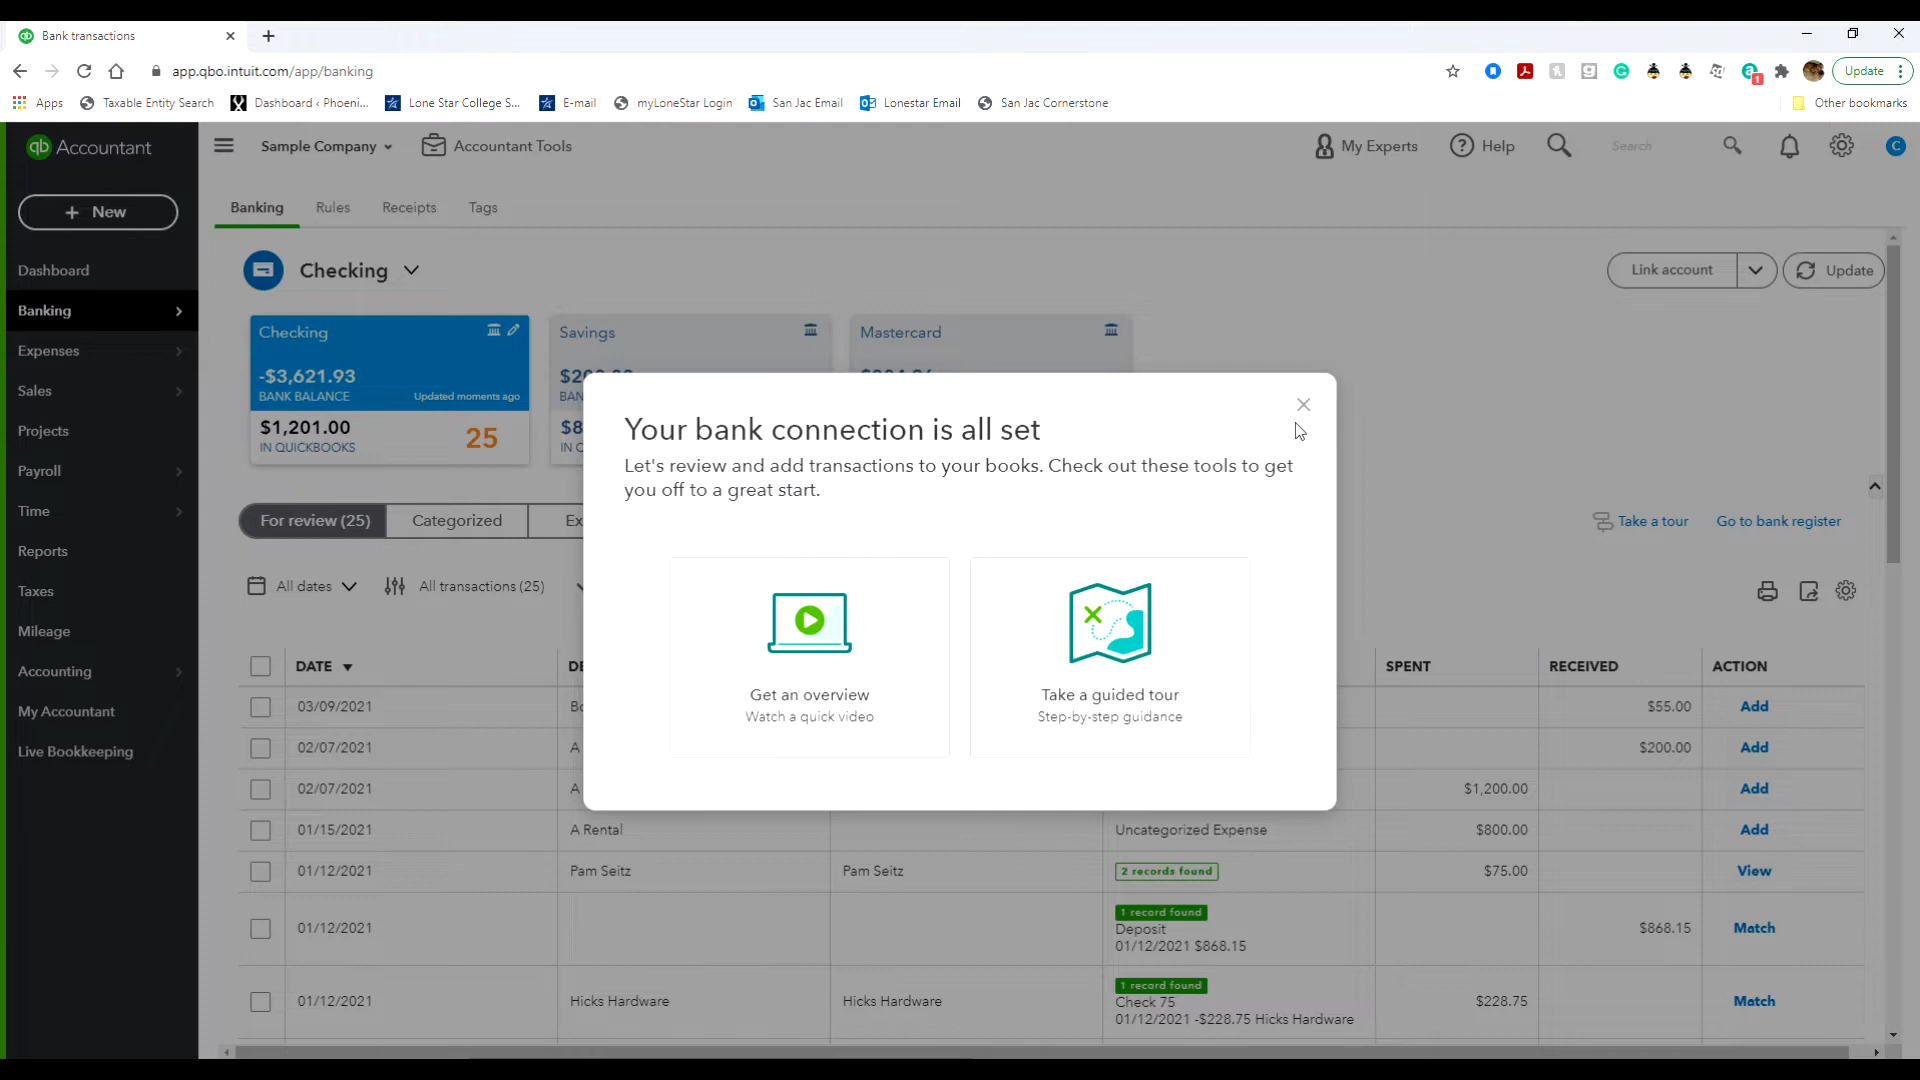 Bank transactions
app.qbo.intuit.com/app/banking
Update
Apps
Taxable Entity Search
Dashboard ‹ Phoeni...
Lone Star College S...
E-mail
myLoneStar Login
San Jac Email
Lonestar Email
San Jac Cornerstone
Other bookmarks
qb Accountant
Sample Company
Accountant Tools
My Experts
Help
Search
C
+ New
Banking
Rules
Receipts
Tags
Dashboard
Banking
Expenses
Sales
Projects
Payroll
Time
Reports
Taxes
Mileage
Accounting
My Accountant
Live Bookkeeping
Checking
Link account
Update
Checking
-$3,621.93
BANK BALANCE
Updated moments ago
$1,201.00
IN QUICKBOOKS
25
Savings
Mastercard
Your bank connection is all set
Let's review and add transactions to your books. Check out these tools to get
you off to a great start.
Get an overview
Watch a quick video
Take a guided tour
Step-by-step guidance
For review (25)
Categorized
Take a tour
Go to bank register
All dates
All transactions (25)
DATE
SPENT
RECEIVED
ACTION
03/09/2021
$55.00
Add
02/07/2021
A
$200.00
Add
02/07/2021
A
$1,200.00
Add
01/15/2021
A Rental
Uncategorized Expense
$800.00
Add
01/12/2021
Pam Seitz
Pam Seitz
2 records found
$75.00
View
01/12/2021
1 record found
Deposit
01/12/2021 $868.15
$868.15
Match
01/12/2021
Hicks Hardware
Hicks Hardware
1 record found
Check 75
01/12/2021 -$228.75 Hicks Hardware
$228.75
Match